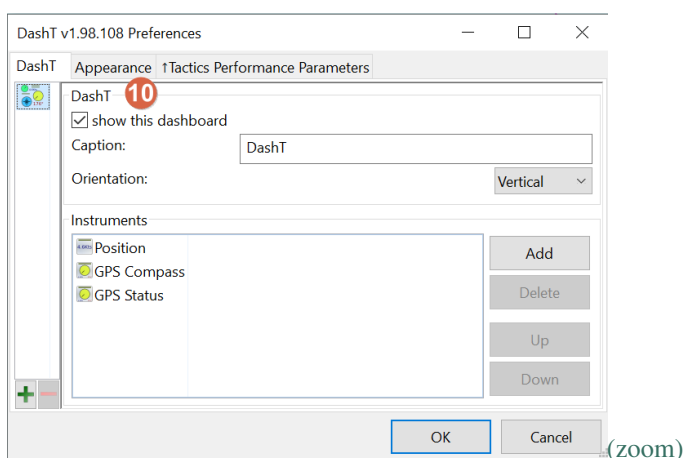 DashT v1.98.108 Preferences
DashT Appearance ↑Tactics Performance Parameters
10
DashT
show this dashboard
Caption: DashT
Orientation: Vertical
Instruments
Position
GPS Compass
GPS Status
Add
Delete
Up
Down
OK Cancel
(zoom)